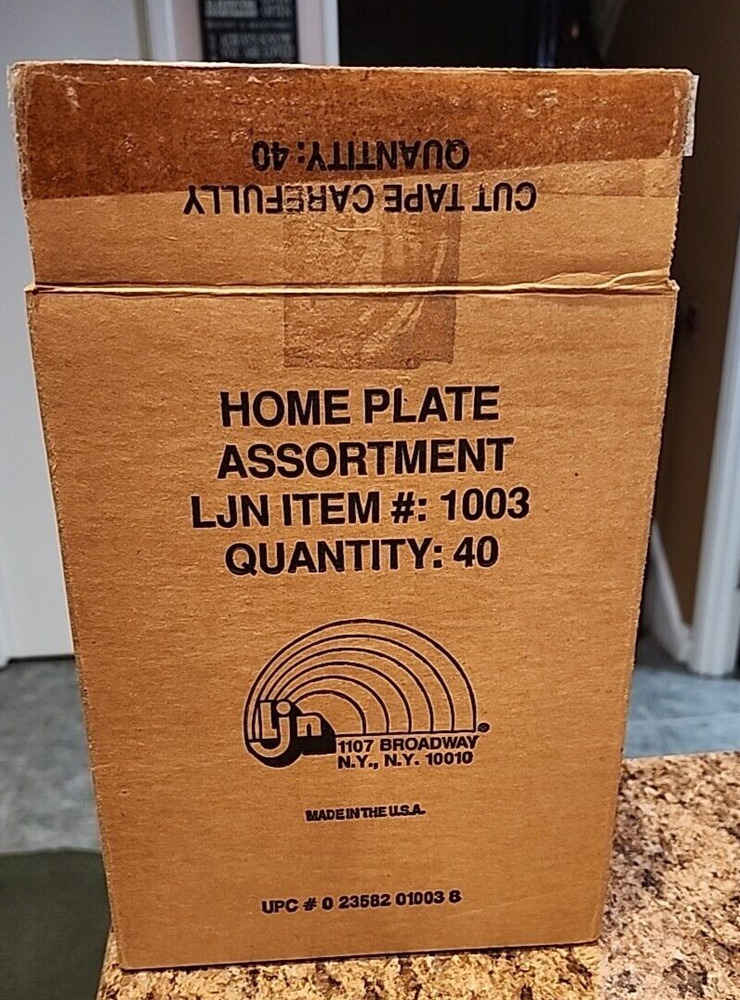 QUANTITY: 40
CUT TAPE CAREFULLY
HOME PLATE
ASSORTMENT
LJN ITEM #: 1003
QUANTITY: 40
Ljn
1107 BROADWAY
N.Y., N.Y. 10010
MADE IN THE U.S.A.
UPC # 0 23582 01003 8